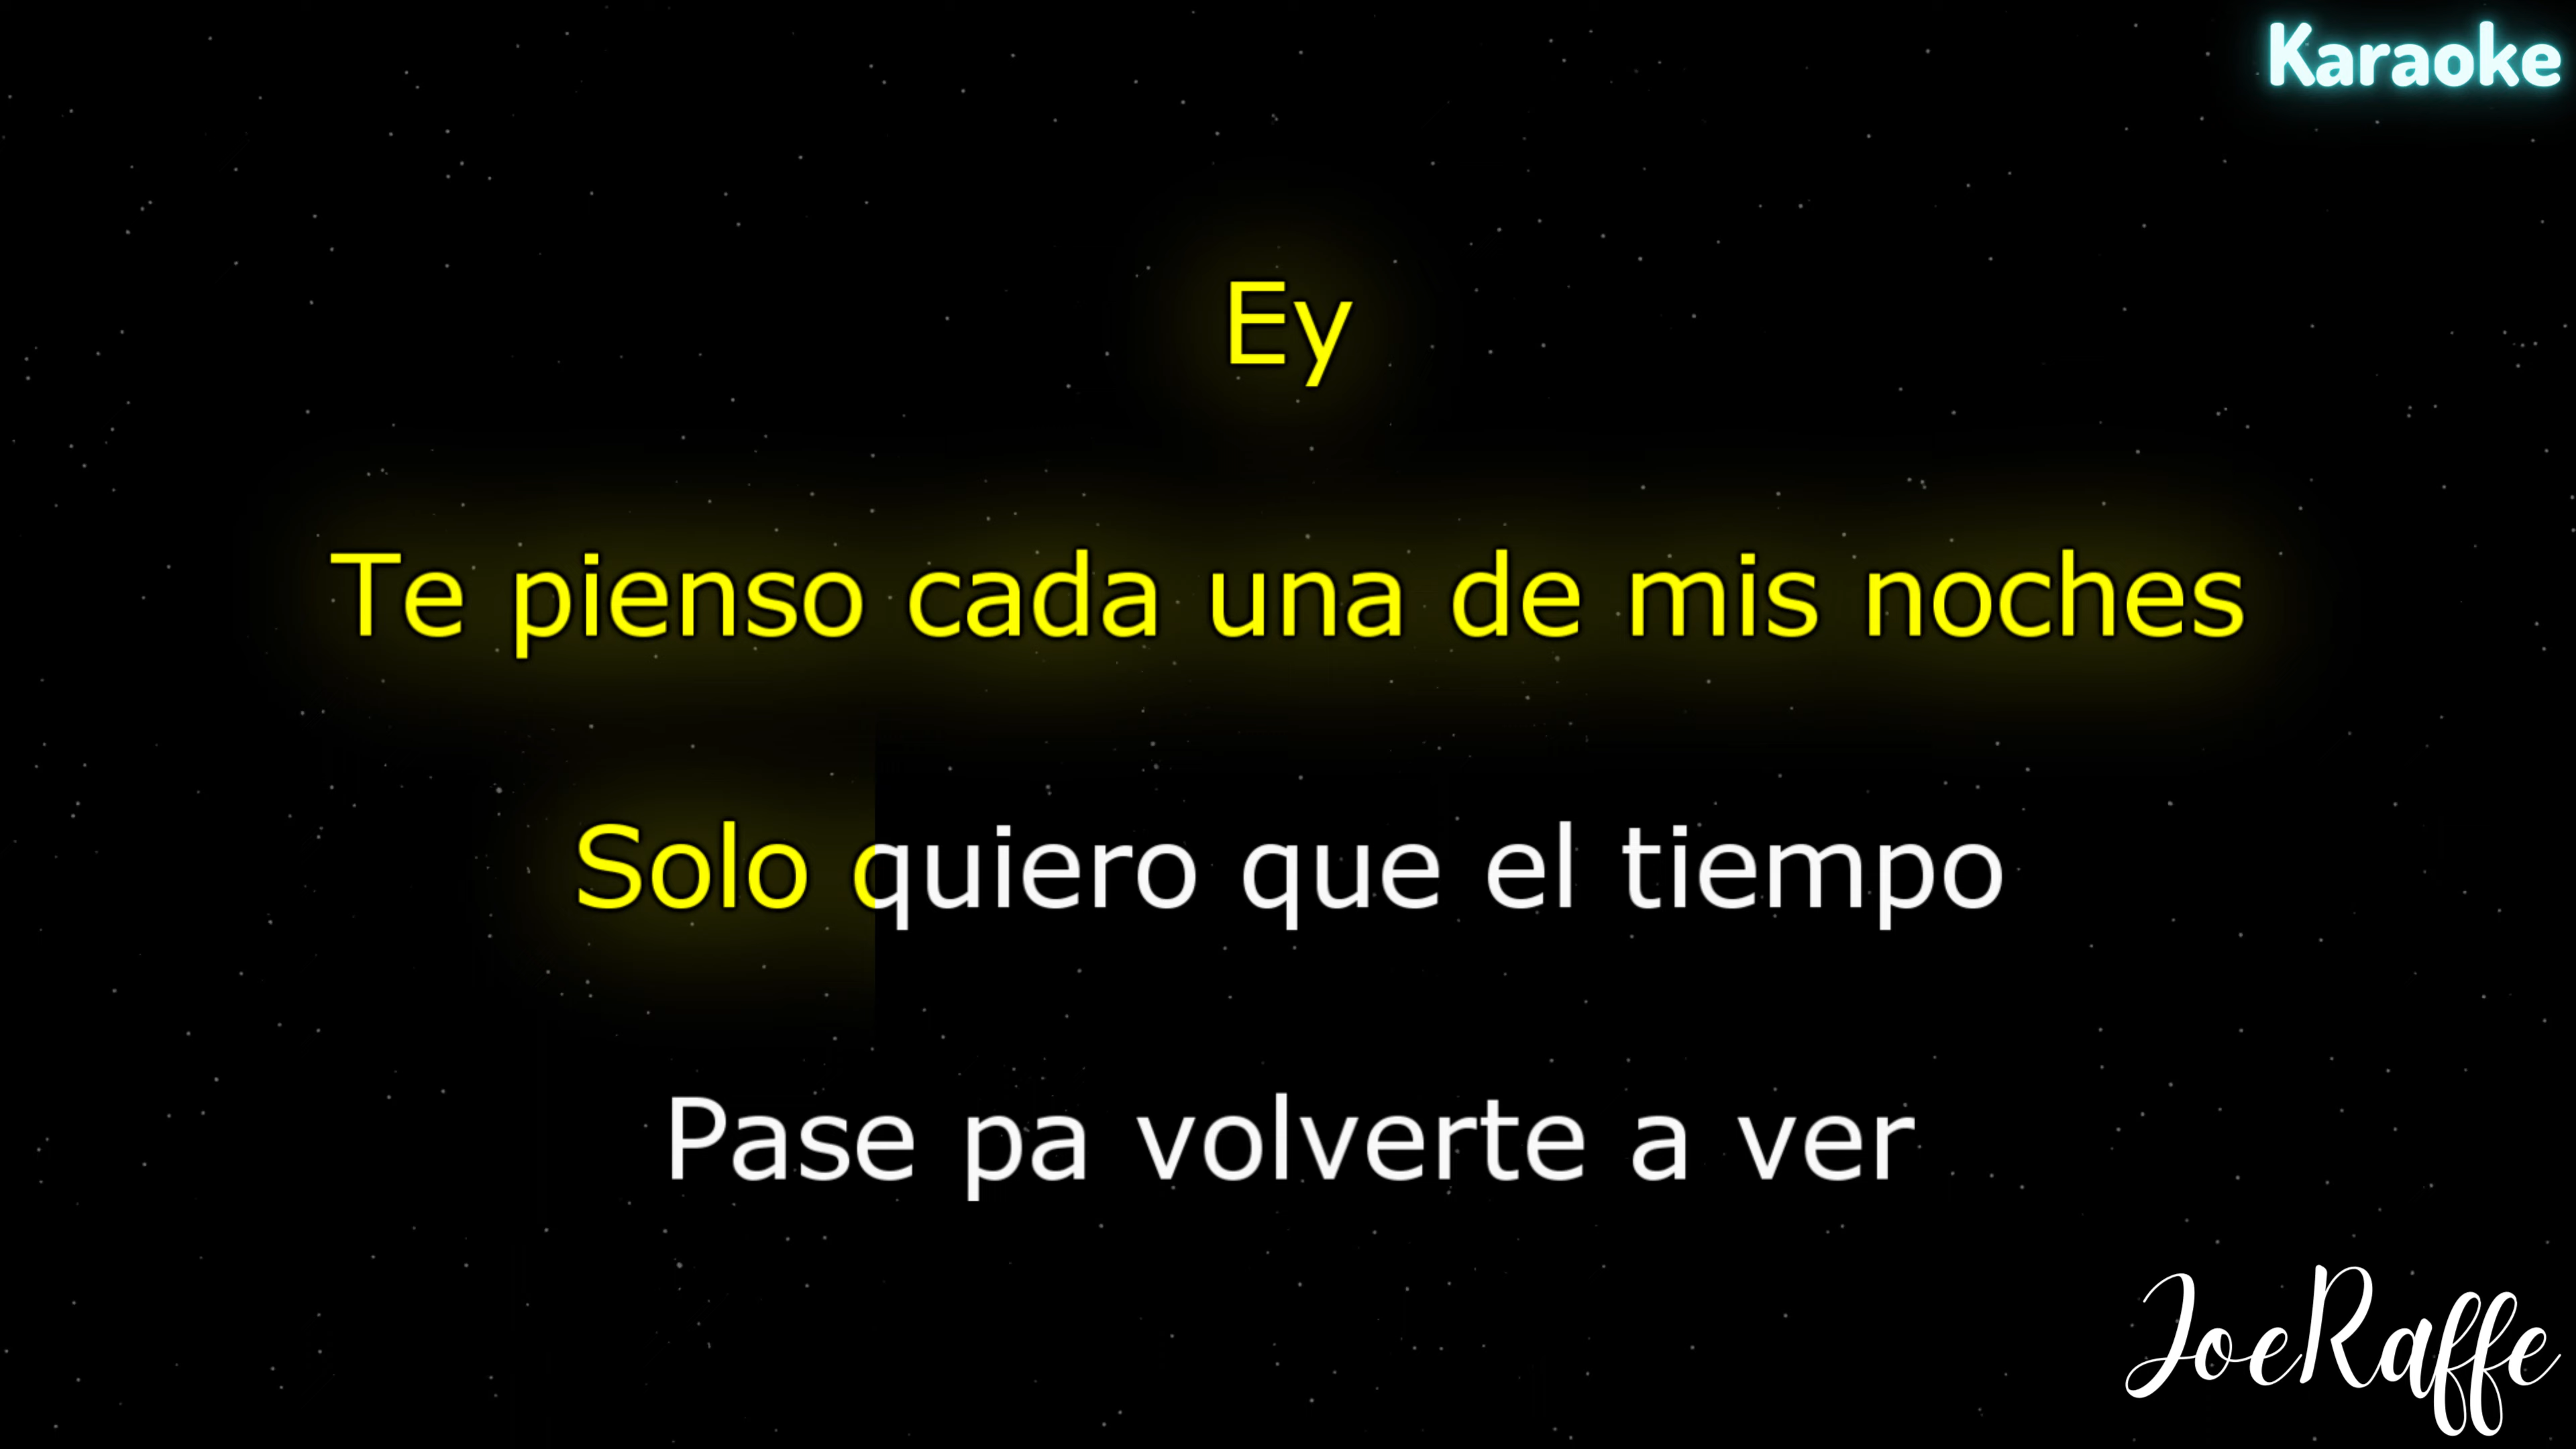 Karaoke
Ey
Te pienso cada una de mis noches
Solo quiero que el tiempo
Pase pa volverte a ver
JoeRaffe